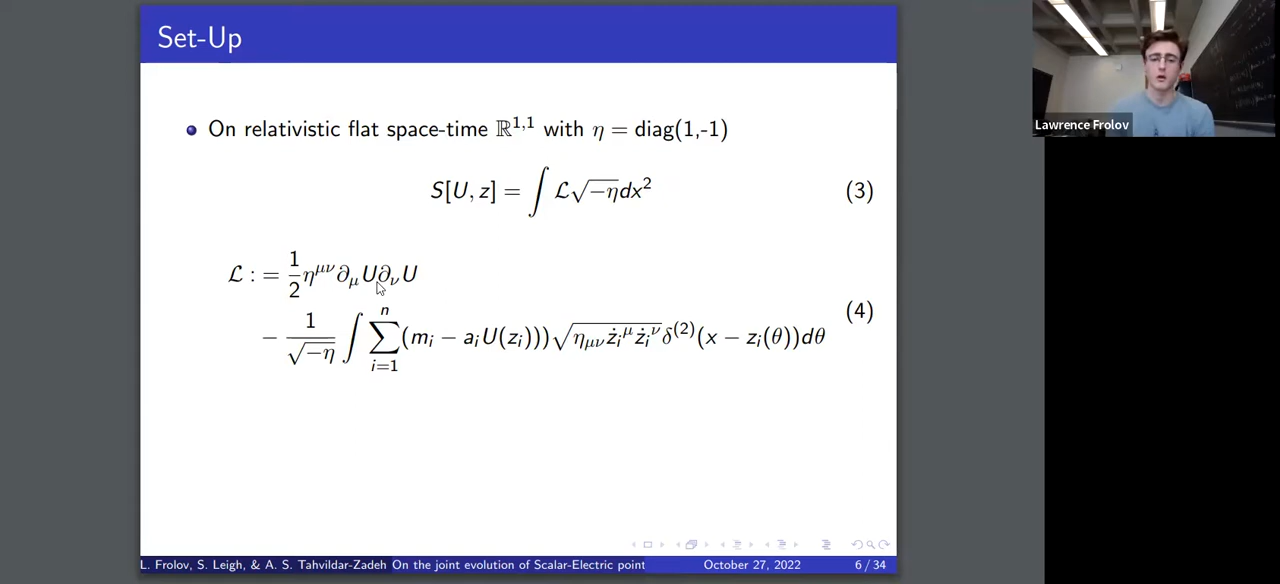 Set-Up
On relativistic flat space-time ℝ^{1,1} with η = diag(1,-1)
S[U, z] = ∫ ℒ√−η dx² (3)
ℒ := 1/2 η^{μν} ∂_μ U ∂_ν U
− 1/√−η ∫ ∑_{i=1}^{n} (m_i − a_i U(z_i))) √(η_{μν} ż_i^μ ż_i^ν) δ^{(2)}(x − z_i(θ))dθ (4)
L. Frolov, S. Leigh, & A. S. Tahvildar-Zadeh On the joint evolution of Scalar-Electric point October 27, 2022 6 / 34
Lawrence Frolov